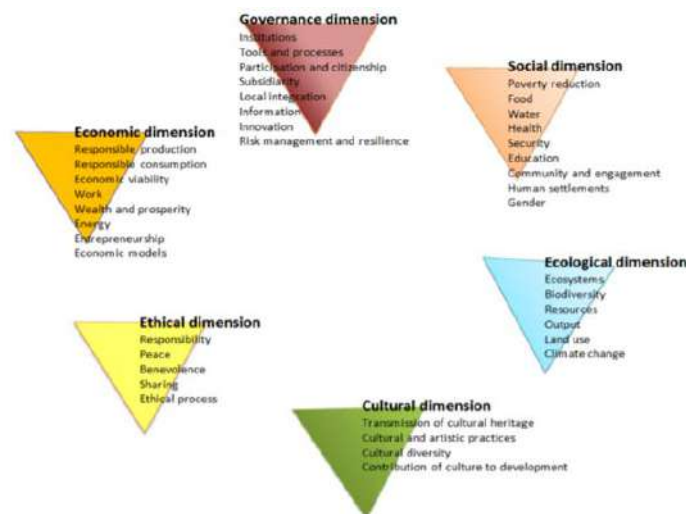 Governance dimension
Institutions
Tools and processes
Participation and citizenship
Subsidiarity
Local integration
Information
Innovation
Risk management and resilience
Social dimension
Poverty reduction
Food
Water
Health
Security
Education
Community and engagement
Human settlements
Gender
Economic dimension
Responsible production
Responsible consumption
Economic viability
Work
Wealth and prosperity
Energy
Entrepreneurship
Economic models
Ecological dimension
Ecosystems
Biodiversity
Resources
Output
Land use
Climate change
Ethical dimension
Responsibility
Peace
Benevolence
Sharing
Ethical process
Cultural dimension
Transmission of cultural heritage
Cultural and artistic practices
Cultural diversity
Contribution of culture to development